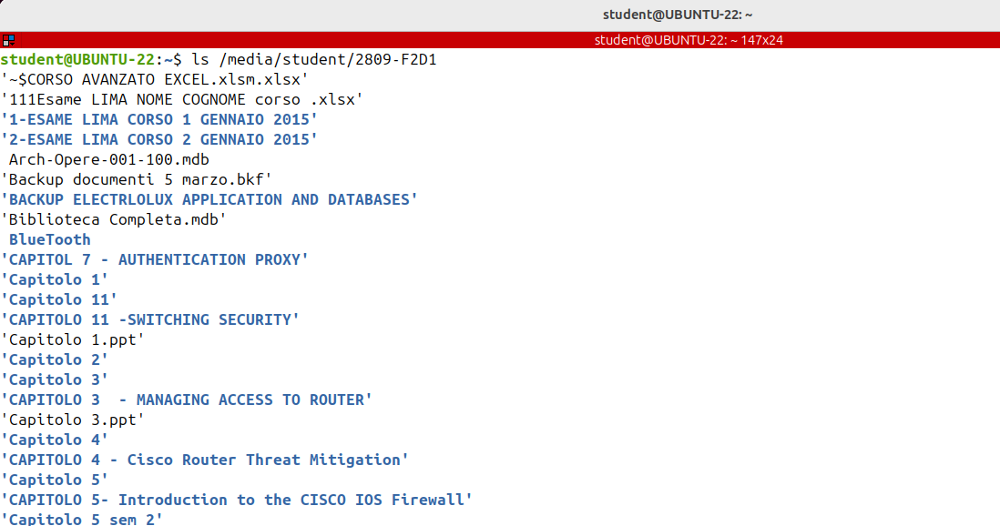 student@UBUNTU-22: ~
student@UBUNTU-22: ~ 147x24
student@UBUNTU-22:~$ ls /media/student/2809-F2D1
'~$CORSO AVANZATO EXCEL.xlsm.xlsx'
'111Esame LIMA NOME COGNOME corso .xlsx'
'1-ESAME LIMA CORSO 1 GENNAIO 2015'
'2-ESAME LIMA CORSO 2 GENNAIO 2015'
Arch-Opere-001-100.mdb
'Backup documenti 5 marzo.bkf'
'BACKUP ELECTRLOLUX APPLICATION AND DATABASES'
'Biblioteca Completa.mdb'
BlueTooth
'CAPITOL 7 - AUTHENTICATION PROXY'
'Capitolo 1'
'Capitolo 11'
'CAPITOLO 11 -SWITCHING SECURITY'
'Capitolo 1.ppt'
'Capitolo 2'
'Capitolo 3'
'CAPITOLO 3  - MANAGING ACCESS TO ROUTER'
'Capitolo 3.ppt'
'Capitolo 4'
'CAPITOLO 4 - Cisco Router Threat Mitigation'
'Capitolo 5'
'CAPITOLO 5- Introduction to the CISCO IOS Firewall'
'Capitolo 5 sem 2'